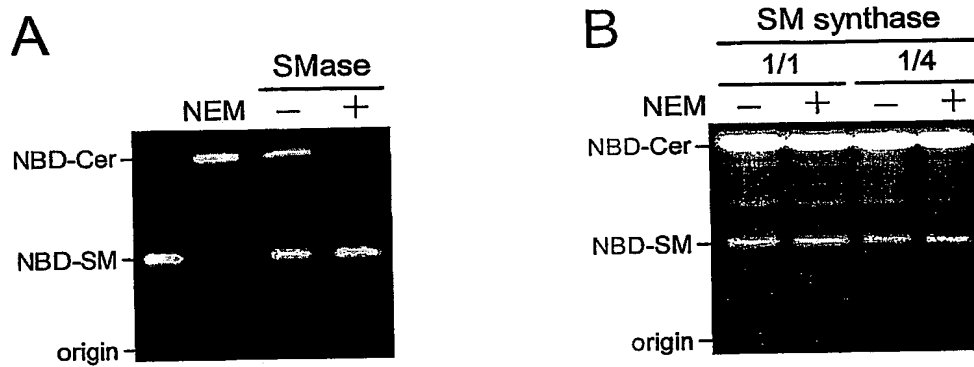 A
SMase
NEM − +
NBD-Cer
NBD-SM
origin
B
SM synthase
1/1 1/4
NEM − + − +
NBD-Cer
NBD-SM
origin